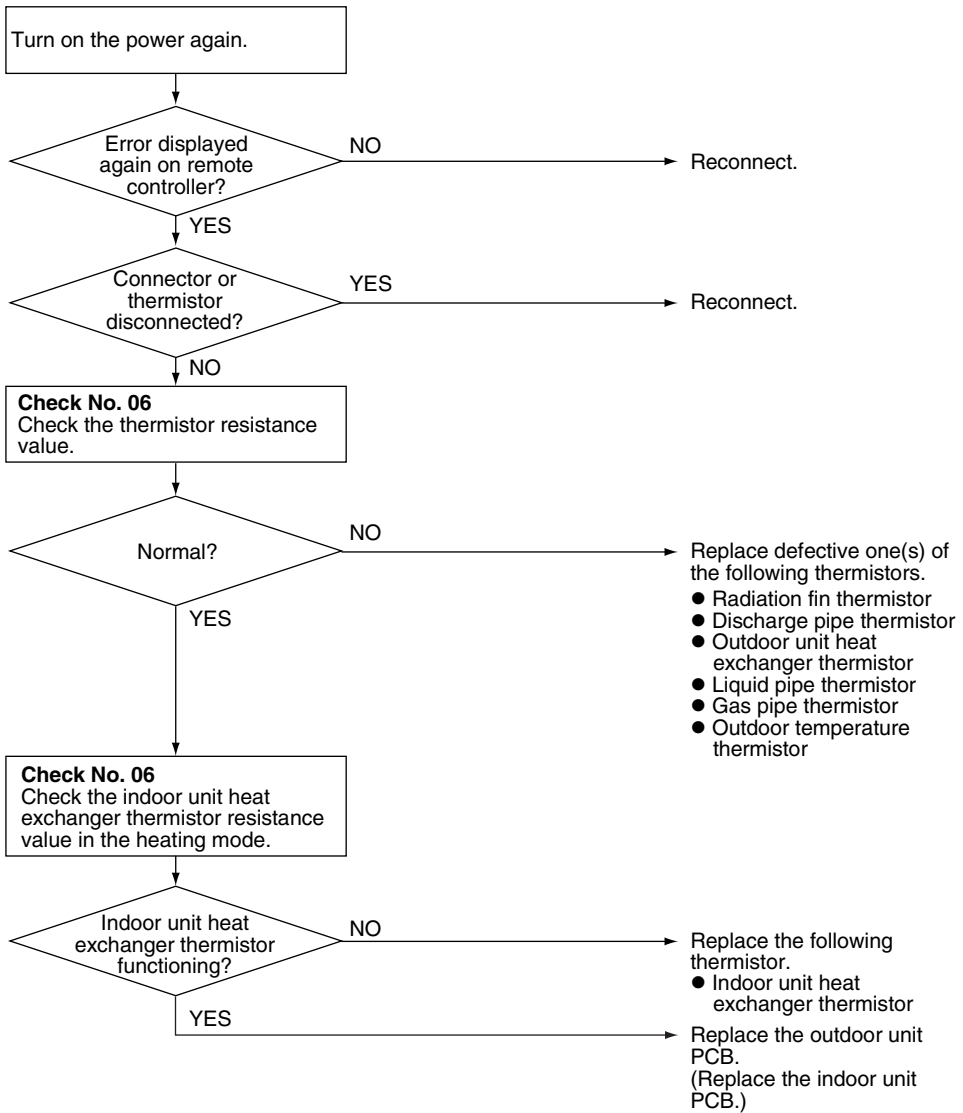 Turn on the power again.
Error displayed
again on remote
controller?
NO
Reconnect.
YES
Connector or
thermistor
disconnected?
YES
Reconnect.
NO
Check No. 06
Check the thermistor resistance
value.
Normal?
NO
Replace defective one(s) of
the following thermistors.
● Radiation fin thermistor
● Discharge pipe thermistor
● Outdoor unit heat
exchanger thermistor
● Liquid pipe thermistor
● Gas pipe thermistor
● Outdoor temperature
thermistor
YES
Check No. 06
Check the indoor unit heat
exchanger thermistor resistance
value in the heating mode.
Indoor unit heat
exchanger thermistor
functioning?
NO
Replace the following
thermistor.
● Indoor unit heat
exchanger thermistor
YES
Replace the outdoor unit
PCB.
(Replace the indoor unit
PCB.)